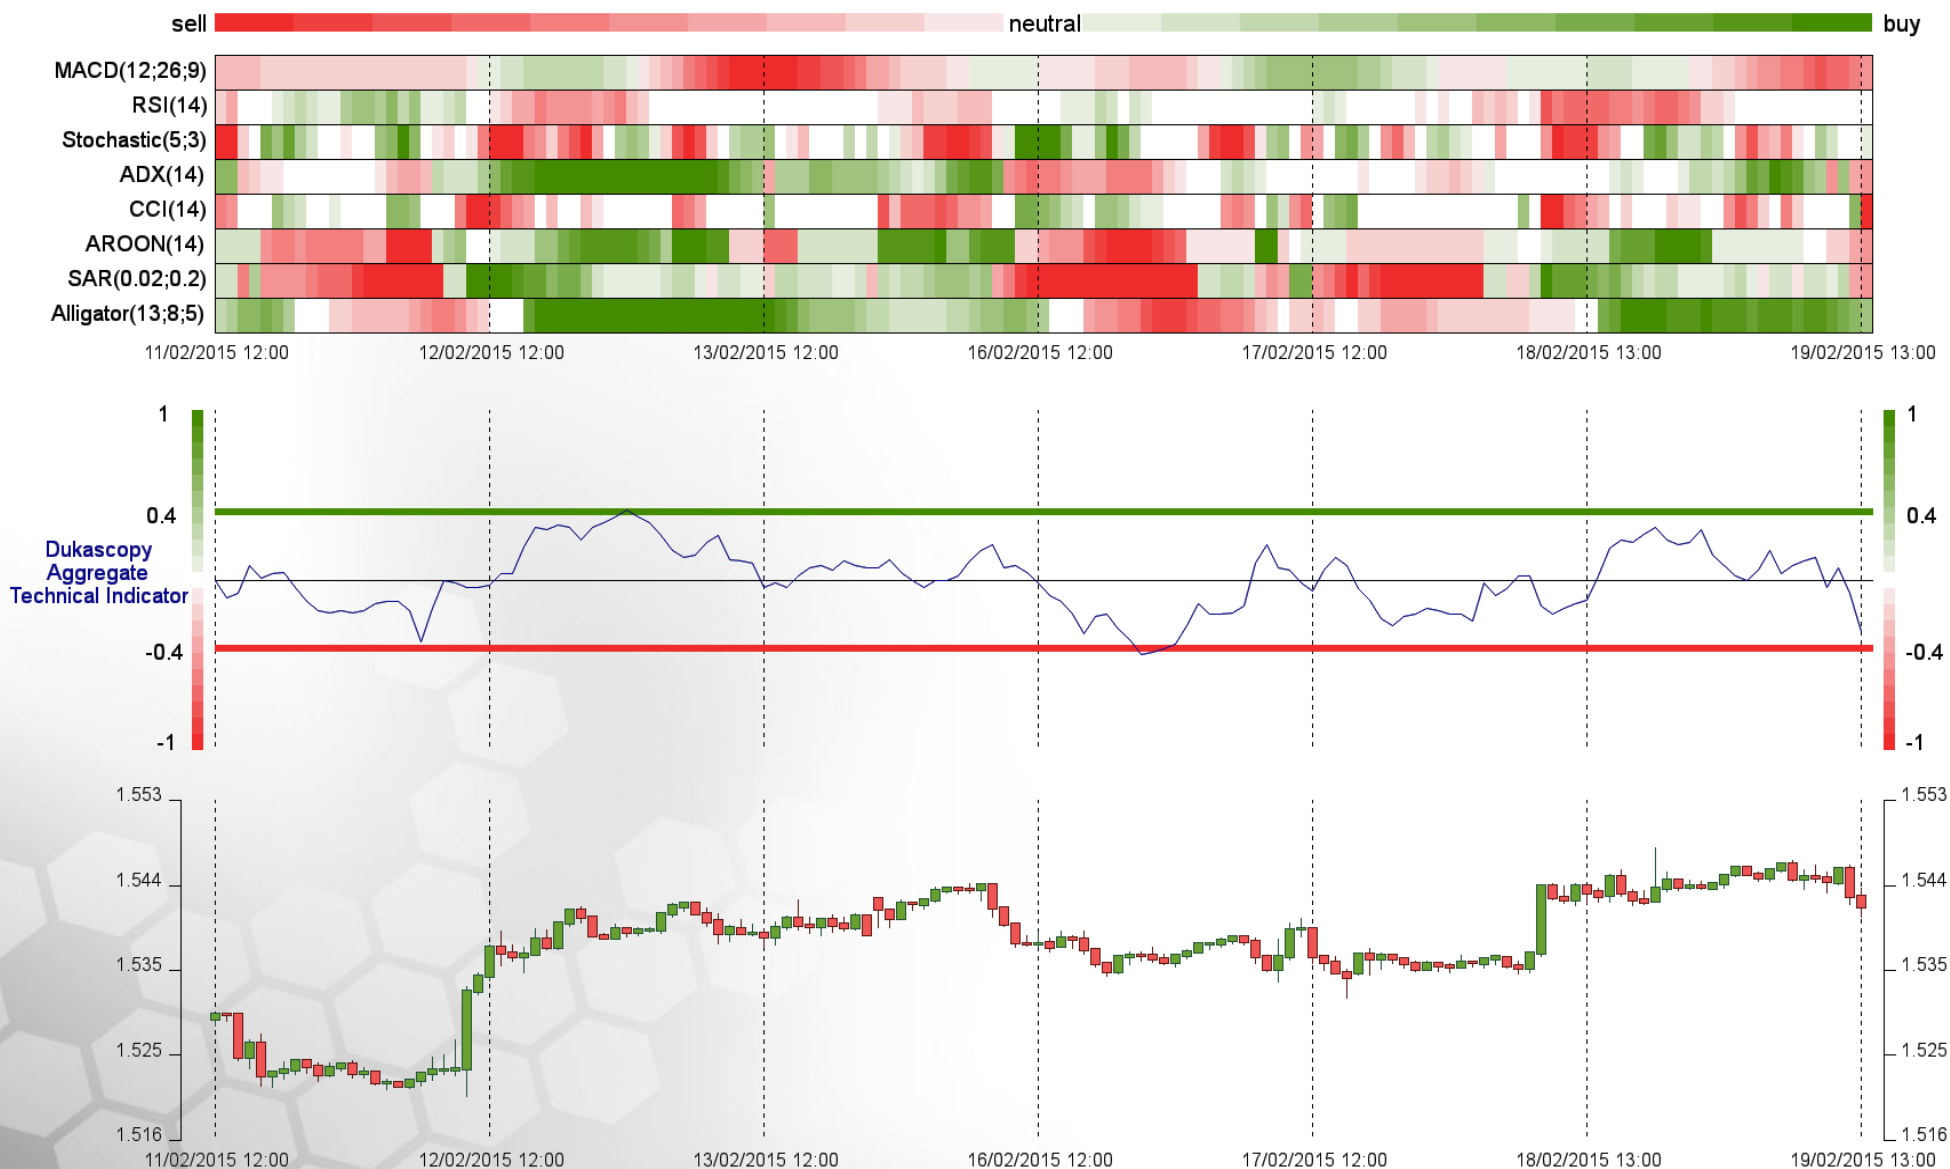 sell neutral buy
MACD(12;26;9)
RSI(14)
Stochastic(5;3)
ADX(14)
CCI(14)
AROON(14)
SAR(0.02;0.2)
Alligator(13;8;5)
11/02/2015 12:00 12/02/2015 12:00 13/02/2015 12:00 16/02/2015 12:00 17/02/2015 12:00 18/02/2015 13:00 19/02/2015 13:00
1 1
0.4 0.4
Dukascopy
Aggregate
Technical Indicator
-0.4 -0.4
-1 -1
1.553 1.553
1.544 1.544
1.535 1.535
1.525 1.525
1.516 1.516
11/02/2015 12:00 12/02/2015 12:00 13/02/2015 12:00 16/02/2015 12:00 17/02/2015 12:00 18/02/2015 13:00 19/02/2015 13:00